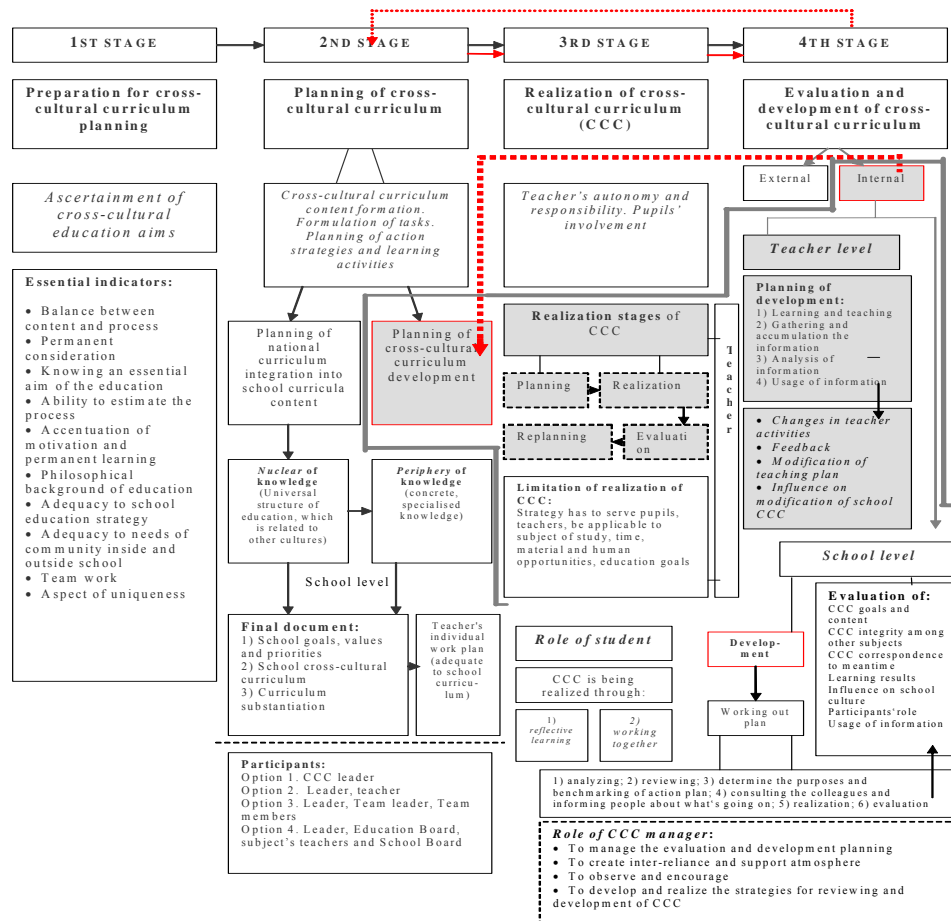 1ST STAGE
2ND STAGE
3RD STAGE
4TH STAGE
Preparation for cross-
cultural curriculum
planning
Planning of cross-
cultural curriculum
Realization of cross-
cultural curriculum
(CCC)
Evaluation and
development of cross-
cultural curriculum
External
Internal
Ascertainment of
cross-cultural
education aims
Cross-cultural curriculum
content formation.
Formulation of tasks.
Planning of action
strategies and learning
activities
Teacher's autonomy and
responsibility. Pupils'
involvement
Teacher level
Essential indicators:
• Balance between
content and process
• Permanent
consideration
• Knowing an essential
aim of the education
• Ability to estimate the
process
• Accentuation of
motivation and
permanent learning
• Philosophical
background of education
• Adequacy to school
education strategy
• Adequacy to needs of
community inside and
outside school
• Team work
• Aspect of uniqueness
Planning of
national
curriculum
integration into
school curricula
content
Planning of
cross-cultural
curriculum
development
Realization stages of
CCC
Planning
Realization
Replanning
Evaluati
on
Teacher
Planning of
development:
1) Learning and teaching
2) Gathering and
accumulation the
information
3) Analysis of
information
4) Usage of information
• Changes in teacher
activities
• Feedback
• Modification of
teaching plan
• Influence on
modification of school
CCC
Nuclear of
knowledge
(Universal
structure of
education, which
is related to
other cultures)
Periphery of
knowledge
(concrete,
specialised
knowledge)
Limitation of realization of
CCC:
Strategy has to serve pupils,
teachers, be applicable to
subject of study, time,
material and human
opportunities, education goals
School level
School level
Final document:
1) School goals, values
and priorities
2) School cross-cultural
curriculum
3) Curriculum
substantiation
Teacher's
individual
work plan
(adequate
to school
curricu-
lum)
Role of student
CCC is being
realized through:
1)
reflective
learning
2)
working
together
Develop-
ment
Working out
plan
Evaluation of:
CCC goals and
content
CCC integrity among
other subjects
CCC correspondence
to meantime
Learning results
Influence on school
culture
Participants'role
Usage of information
Participants:
Option 1. CCC leader
Option 2. Leader, teacher
Option 3. Leader, Team leader, Team
members
Option 4. Leader, Education Board,
subject's teachers and School Board
1) analyzing; 2) reviewing; 3) determine the purposes and
benchmarking of action plan; 4) consulting the colleagues and
informing people about what's going on; 5) realization; 6) evaluation
Role of CCC manager:
• To manage the evaluation and development planning
• To create inter-reliance and support atmosphere
• To observe and encourage
• To develop and realize the strategies for reviewing and
development of CCC